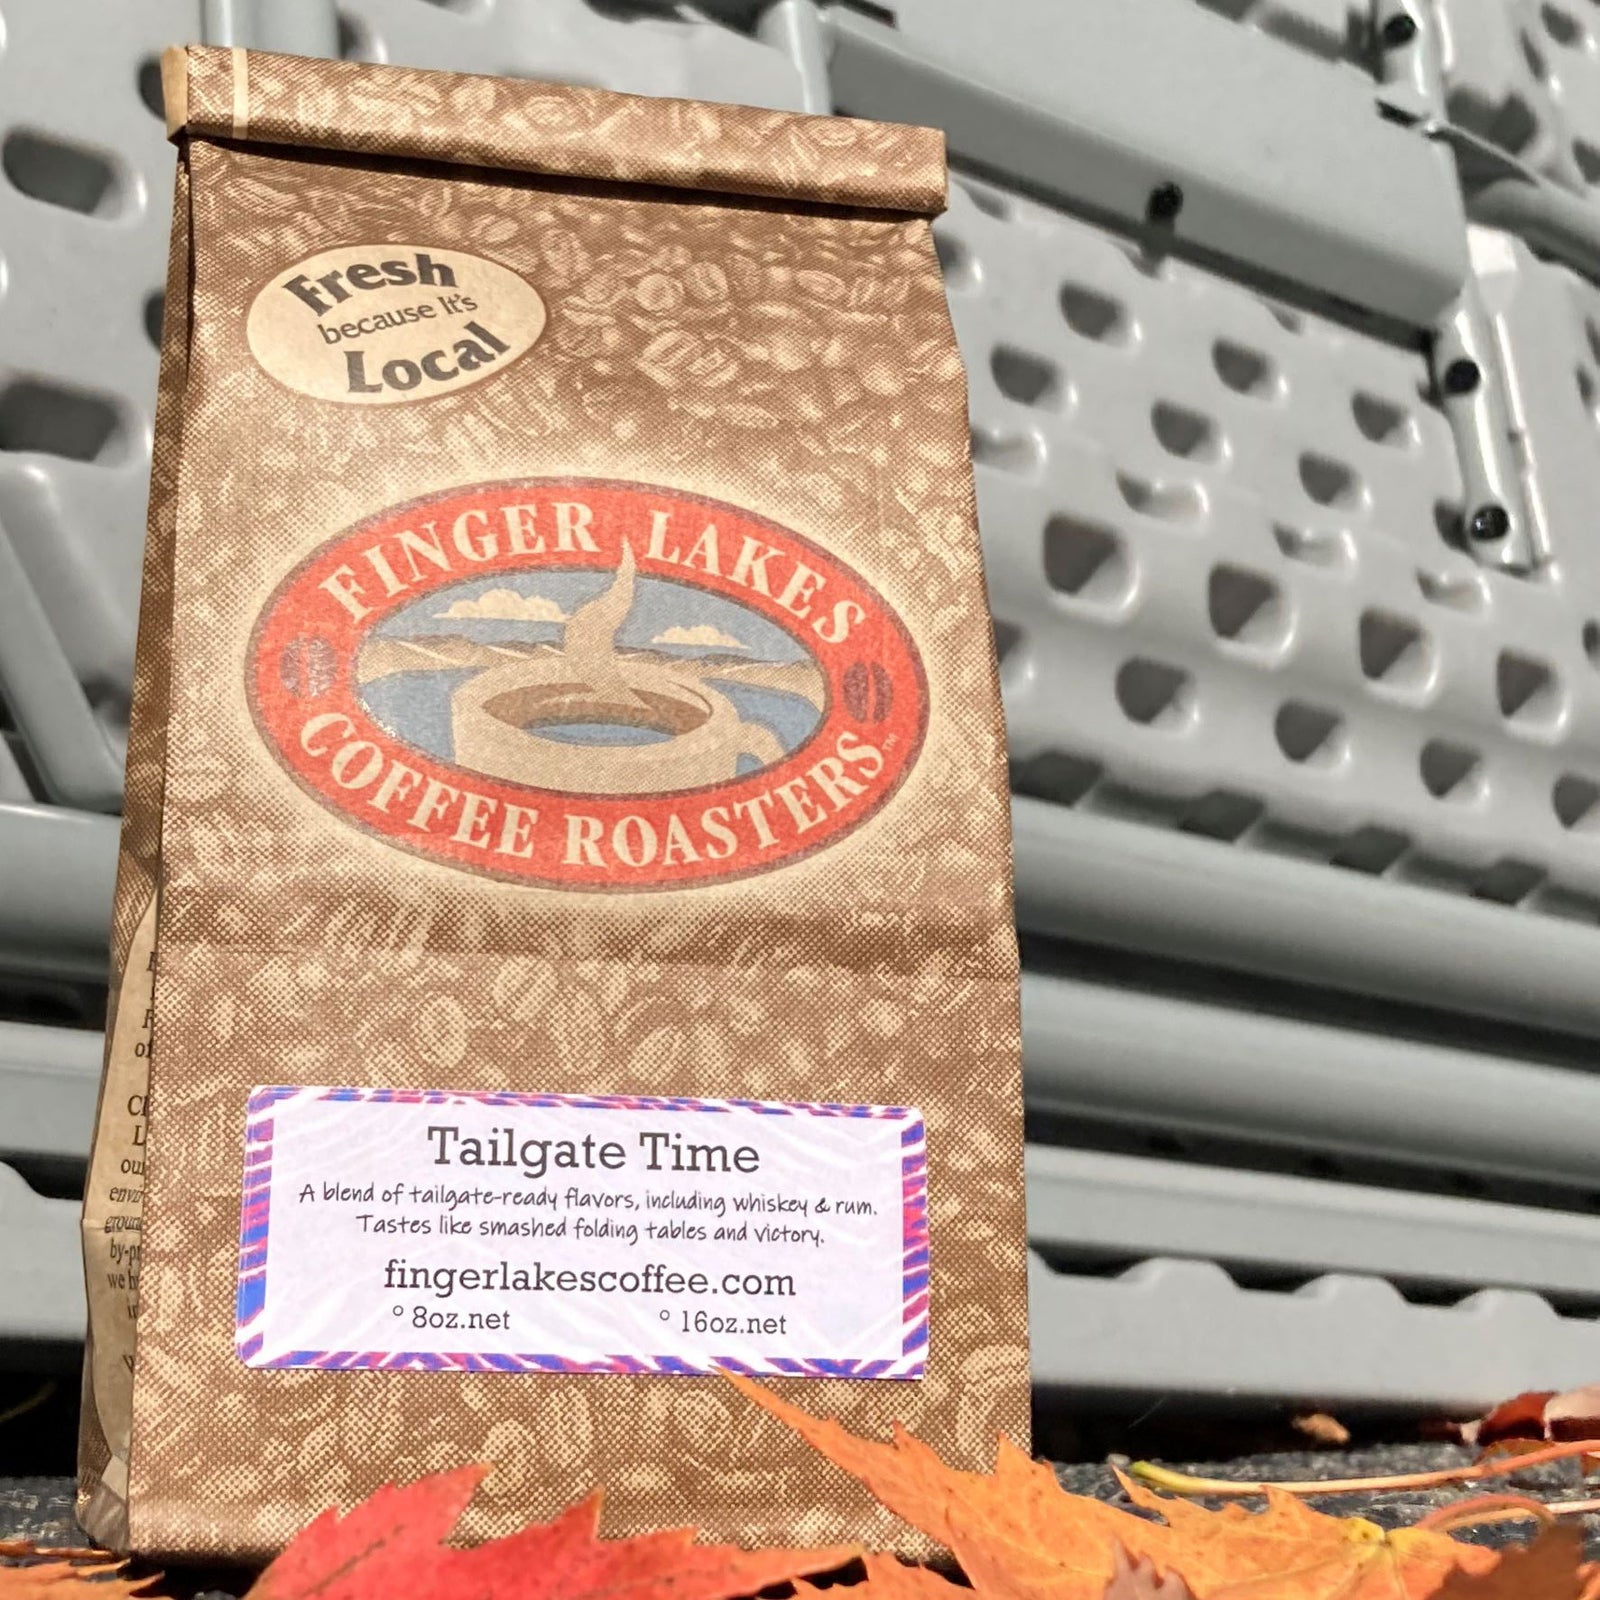 Fresh
because It's
Local
FINGER LAKES
COFFEE ROASTERS™
Tailgate Time
A blend of tailgate-ready flavors, including whiskey & rum.
Tastes like smashed folding tables and victory.
fingerlakescoffee.com
° 8oz.net ° 16oz.net